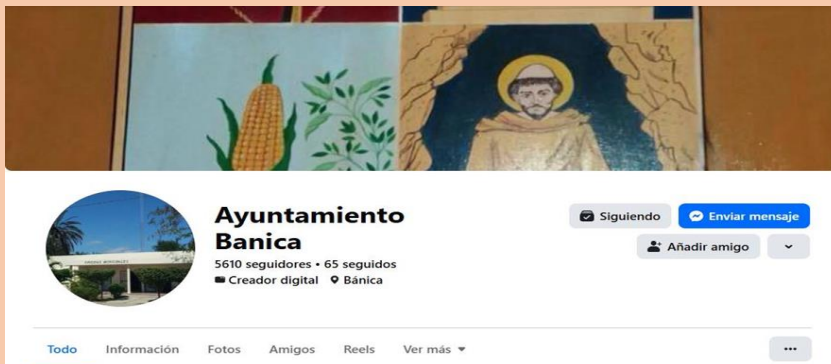 Ayuntamiento
Banica
5610 seguidores • 65 seguidos
Creador digital Bánica
Siguiendo
Enviar mensaje
Añadir amigo
Todo Información Fotos Amigos Reels Ver más